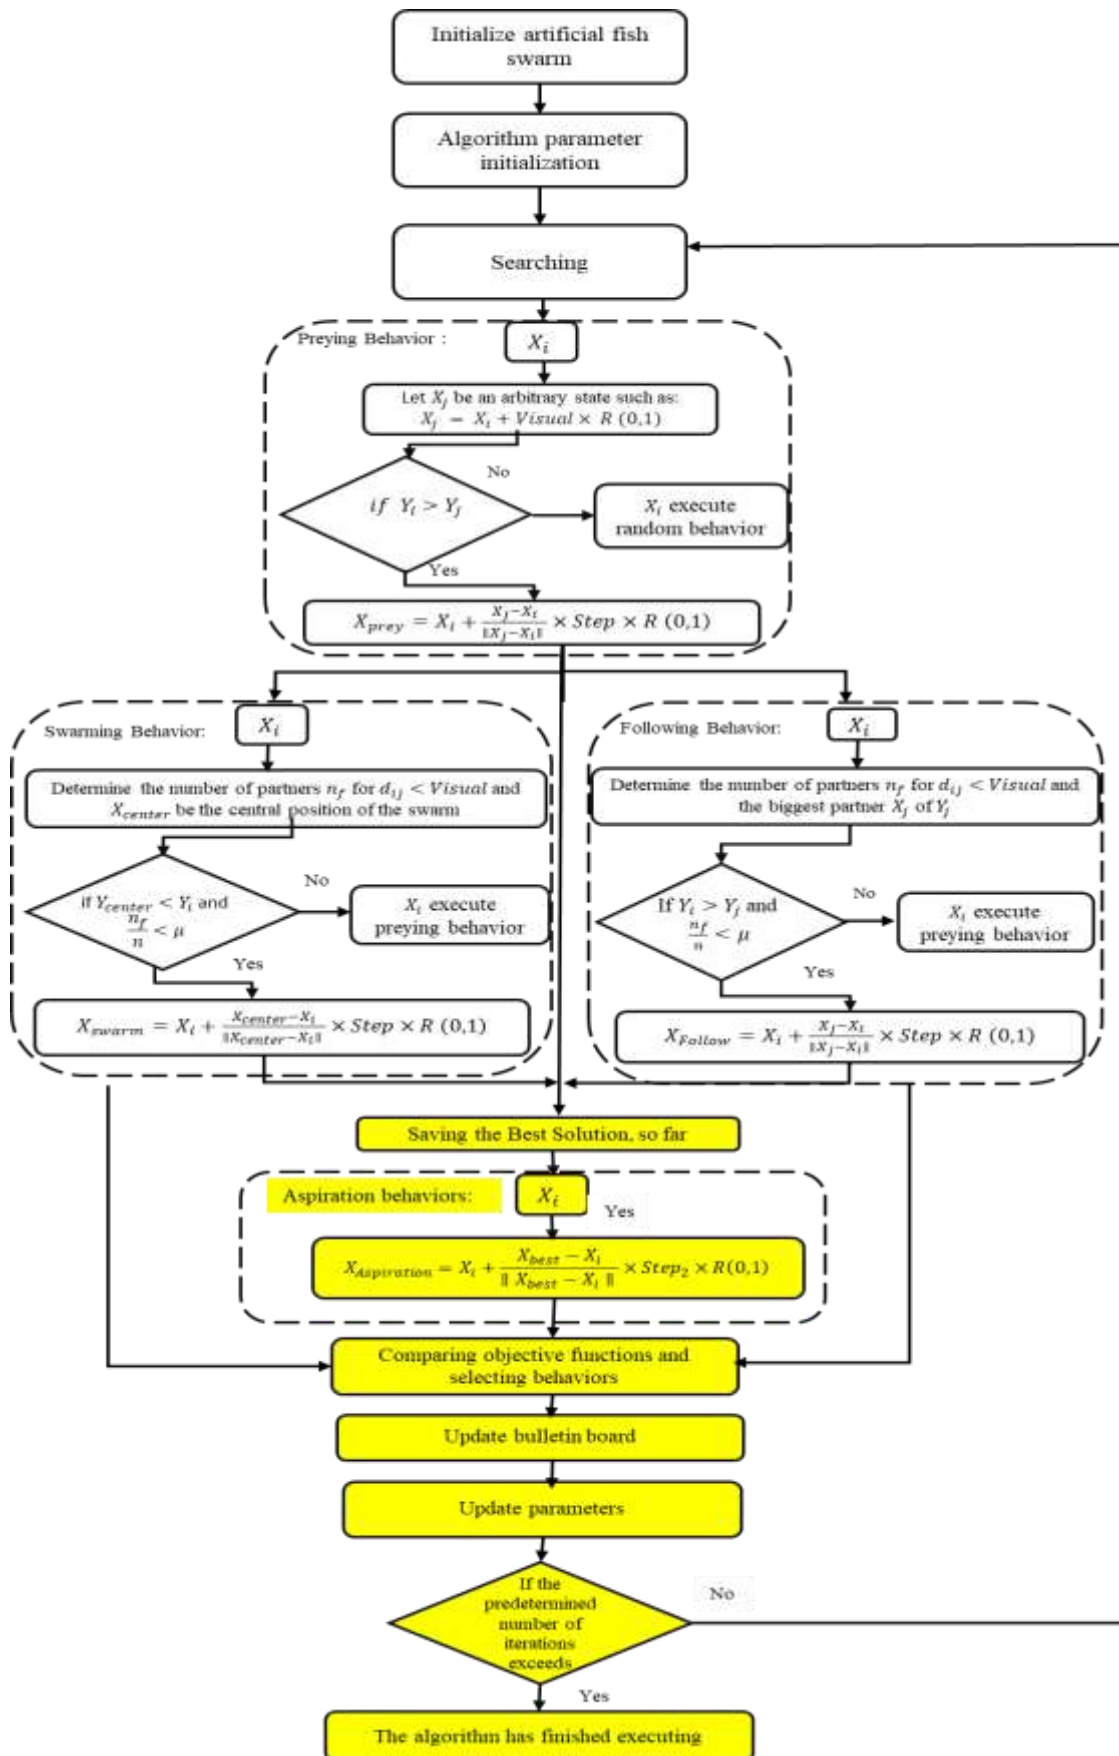 Initialize artificial fish
swarm
Algorithm parameter
initialization
Searching
Preying Behavior :
X_i
Let X_j be an arbitrary state such as:
X_j = X_i + Visual × R (0,1)
No
if Y_i > Y_j
X_i execute
random behavior
Yes
X_prey = X_i + (X_j−X_i)/‖X_j−X_i‖ × Step × R (0,1)
Swarming Behavior:
X_i
Determine the number of partners n_f for d_ij < Visual and
X_center be the central position of the swarm
if Y_center < Y_i and
n_f/n < μ
No
X_i execute
preying behavior
Yes
X_swarm = X_i + (X_center−X_i)/‖X_center−X_i‖ × Step × R (0,1)
Following Behavior:
X_i
Determine the number of partners n_f for d_ij < Visual and
the biggest partner X_j of Y_j
If Y_i > Y_j and
n_f/n < μ
No
X_i execute
preying behavior
Yes
X_Follow = X_i + (X_j−X_i)/‖X_j−X_i‖ × Step × R (0,1)
Saving the Best Solution, so far
Aspiration behaviors:
X_i
Yes
X_Aspiration = X_i + (X_best − X_i)/‖ X_best − X_i ‖ × Step_2 × R(0,1)
Comparing objective functions and
selecting behaviors
Update bulletin board
Update parameters
If the
predetermined
number of
iterations
exceeds
No
Yes
The algorithm has finished executing